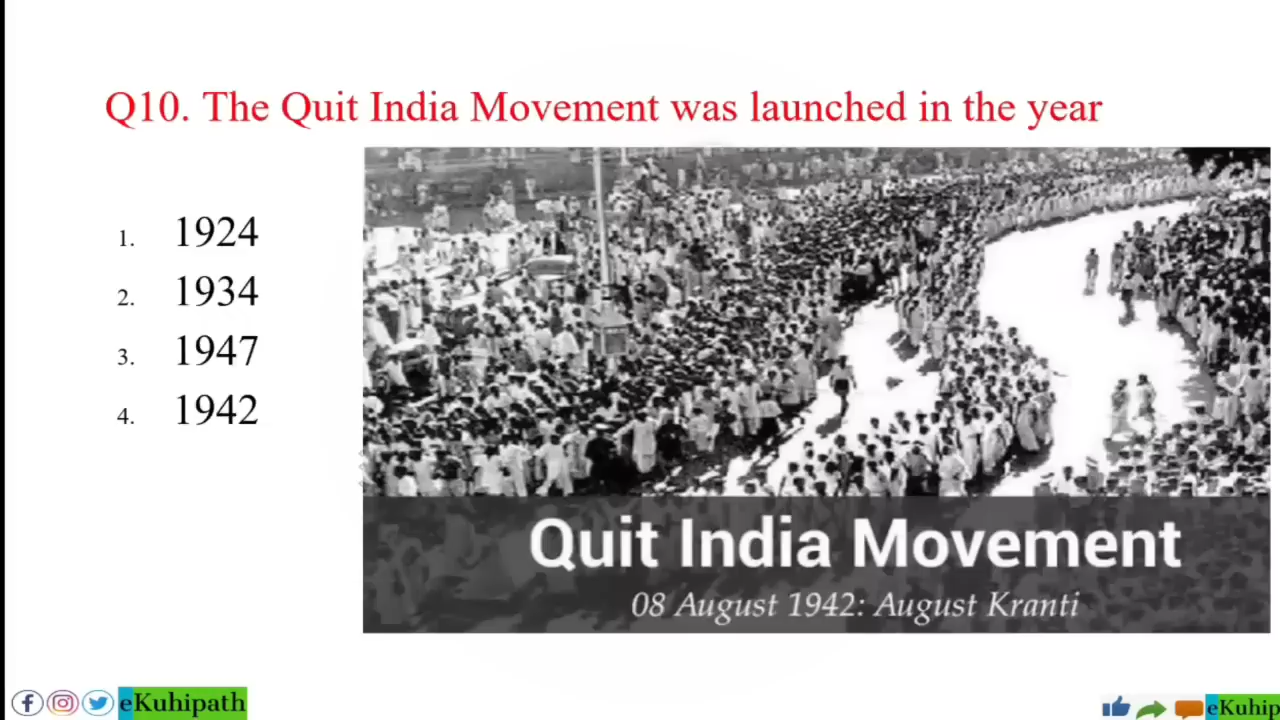 Q10. The Quit India Movement was launched in the year
1. 1924
2. 1934
3. 1947
4. 1942
Quit India Movement
08 August 1942: August Kranti
eKuhipath
eKuhip